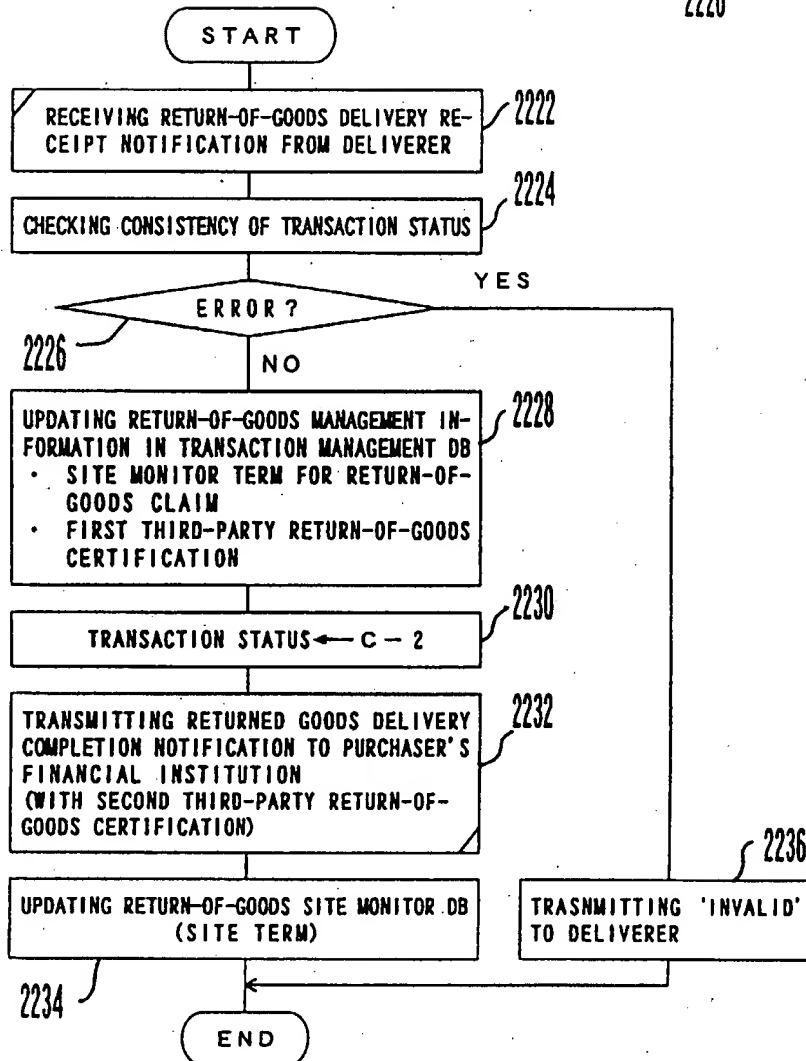 2220
START
RECEIVING RETURN-OF-GOODS DELIVERY RE-
CEIPT NOTIFICATION FROM DELIVERER
2222
2224
CHECKING CONSISTENCY OF TRANSACTION STATUS
YES
ERROR?
2226
NO
2228
UPDATING RETURN-OF-GOODS MANAGEMENT IN-
FORMATION IN TRANSACTION MANAGEMENT DB
• SITE MONITOR TERM FOR RETURN-OF-
GOODS CLAIM
• FIRST THIRD-PARTY RETURN-OF-GOODS
CERTIFICATION
2230
TRANSACTION STATUS ← C - 2
2232
TRANSMITTING RETURNED GOODS DELIVERY
COMPLETION NOTIFICATION TO PURCHASER'S
FINANCIAL INSTITUTION
(WITH SECOND THIRD-PARTY RETURN-OF-
GOODS CERTIFICATION)
2236
UPDATING RETURN-OF-GOODS SITE MONITOR DB
(SITE TERM)
TRASNMITTING 'INVALID'
TO DELIVERER
2234
END